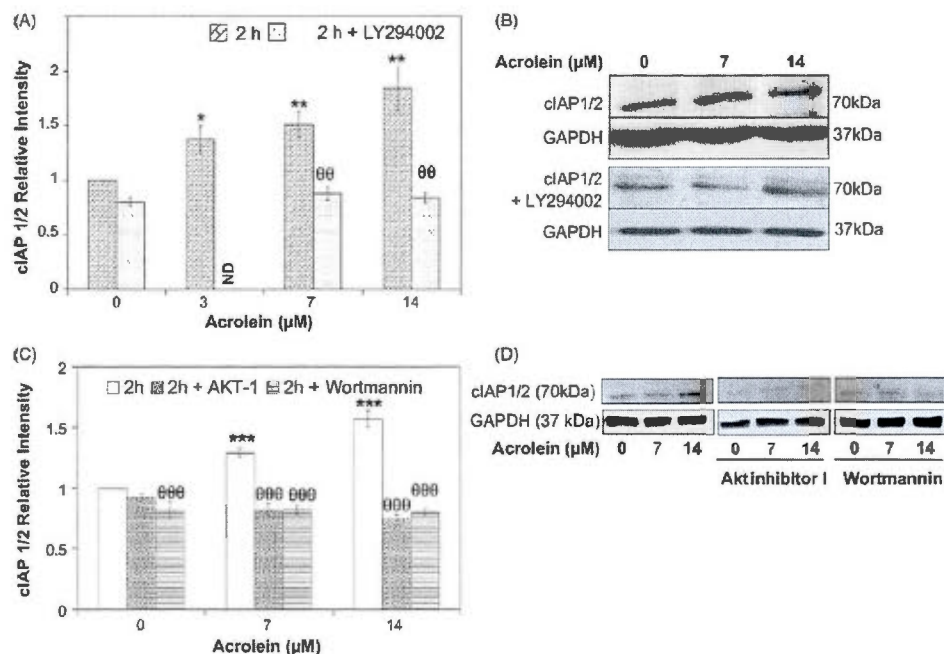 (A)
2 h 2 h + LY294002
cIAP 1/2 Relative Intensity
2
1.5
1
0.5
0
*
**
**
θθ
θθ
ND
0 3 7 14
Acrolein (µM)
(B)
Acrolein (µM) 0 7 14
cIAP1/2 70kDa
GAPDH 37kDa
cIAP1/2
+ LY294002 70kDa
GAPDH 37kDa
(C)
2h 2h + AKT-1 2h + Wortmannin
cIAP 1/2 Relative Intensity
2
1.5
1
0.5
0
***
***
θθθ
θθθ θθθ
θθθ
θθθ
0 7 14
Acrolein (µM)
(D)
cIAP1/2 (70kDa)
GAPDH (37 kDa)
Acrolein (µM) 0 7 14 0 7 14 0 7 14
Aktinhibitor I Wortmannin